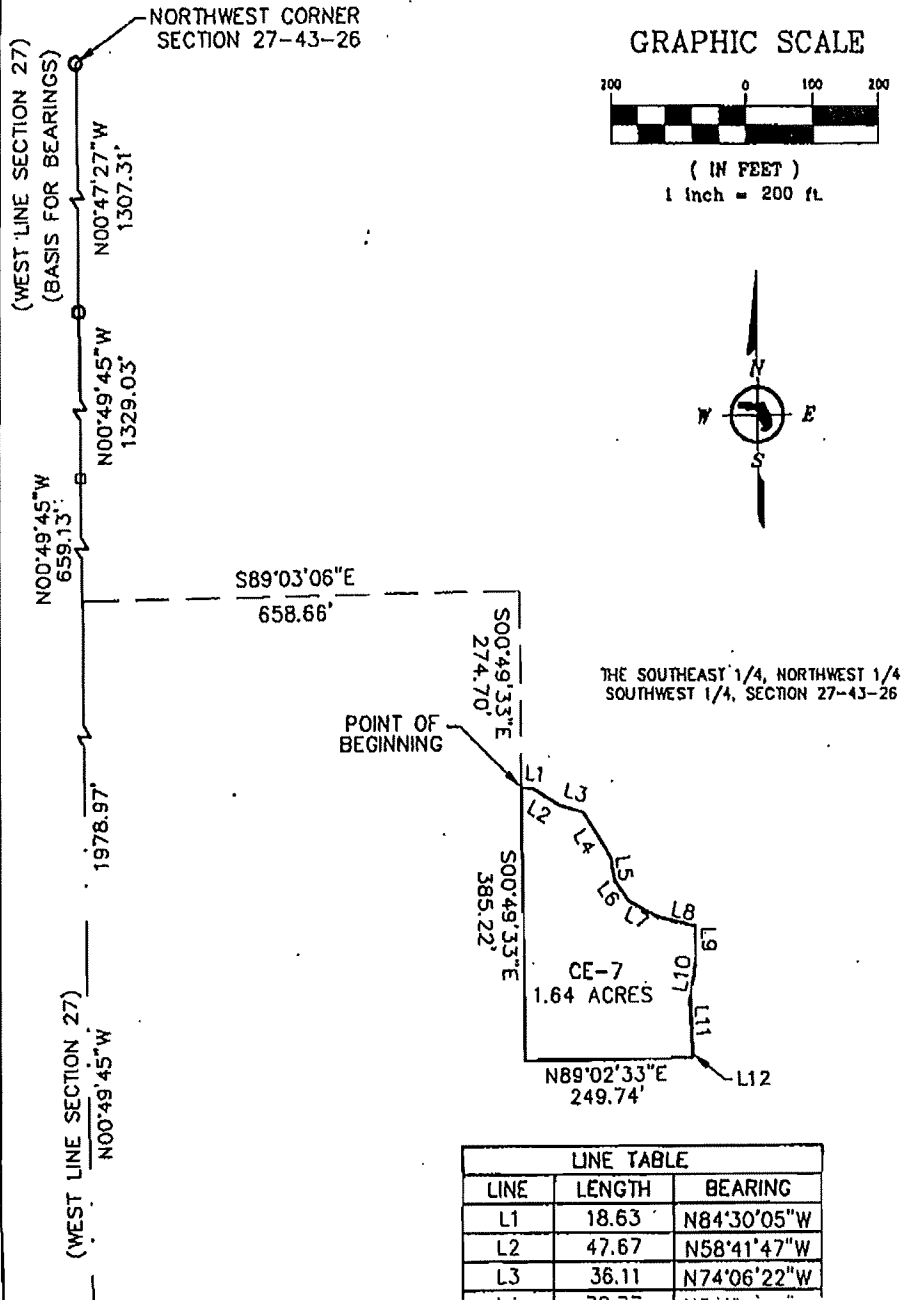 NORTHWEST CORNER
SECTION 27-43-26
(WEST LINE SECTION 27)
(BASIS FOR BEARINGS)
N00°47'27"W
1307.31'
GRAPHIC SCALE
200 0 100 200
( IN FEET )
1 inch = 200 ft.
N
W E
S
N00°49'45"W
1329.03'
N00°49'45"W
659.13'
S89°03'06"E
658.66'
S00°49'33"E
274.70'
THE SOUTHEAST 1/4, NORTHWEST 1/4
SOUTHWEST 1/4, SECTION 27-43-26
POINT OF
BEGINNING
L1
L2
L3
L4
L5
L6
L7
L8
L9
L10
L11
L12
1978.97'
S00°49'33"E
385.22'
CE-7
1.64 ACRES
N89°02'33"E
249.74'
(WEST LINE SECTION 27)
N00°49'45"W
LINE TABLE
LINE LENGTH BEARING
L1 18.63 N84°30'05"W
L2 47.67 N58°41'47"W
L3 36.11 N74°06'22"W